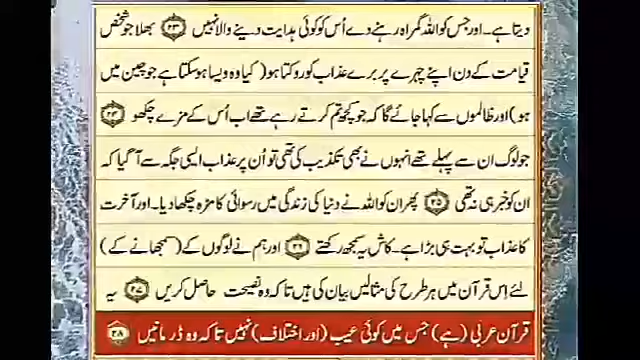 دیتا ہے۔ اور جس کو اللہ گمراہ رہنے دے اُس کو کوئی ہدایت دینے والا نہیں ۲۳ بھلا جو شخص
قیامت کے دن اپنے چہرے پر برے عذاب کو روکتا ہو (کیا وہ ویسا ہوسکتا ہے جو چین میں
ہو) اور ظالموں سے کہا جائے گا کہ جو کچھ تم کرتے رہے تھے اب اُس کے مزے چکھو ۲۴
جو لوگ ان سے پہلے تھے انہوں نے بھی تکذیب کی تھی تو اُن پر عذاب ایسی جگہ سے آ گیا کہ
ان کو خبر ہی نہ تھی ۲۵ پھر ان کو اللہ نے دنیا کی زندگی میں رسوائی کا مزہ چکھا دیا۔ اور آخرت
کا عذاب تو بہت ہی بڑا ہے۔ کاش یہ سمجھ رکھتے ۲۶ اور ہم نے لوگوں کے (سمجھانے کے)
لئے اِس قرآن میں ہر طرح کی مثالیں بیان کی ہیں تاکہ وہ نصیحت حاصل کریں ۲۷ یہ
قرآن عربی (ہے) جس میں کوئی عیب (اور اختلاف) نہیں تاکہ وہ ڈر مانیں ۲۸